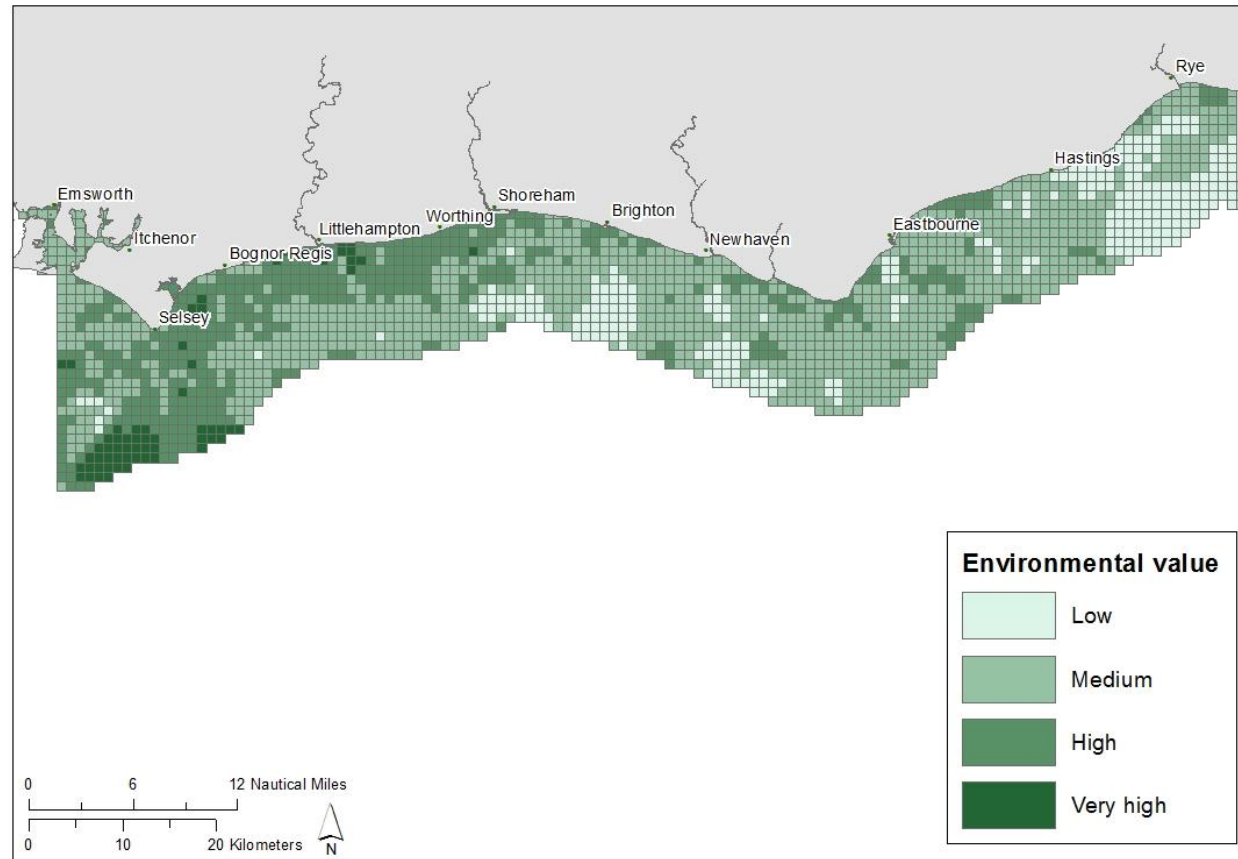 Rye
Hastings
Emsworth
Shoreham
Worthing
Brighton
Littlehampton
Eastbourne
Itchenor
Newhaven
Bognor Regis
Selsey
Environmental value
Low
Medium
High
Very high
0 6 12 Nautical Miles
0 10 20 Kilometers
N